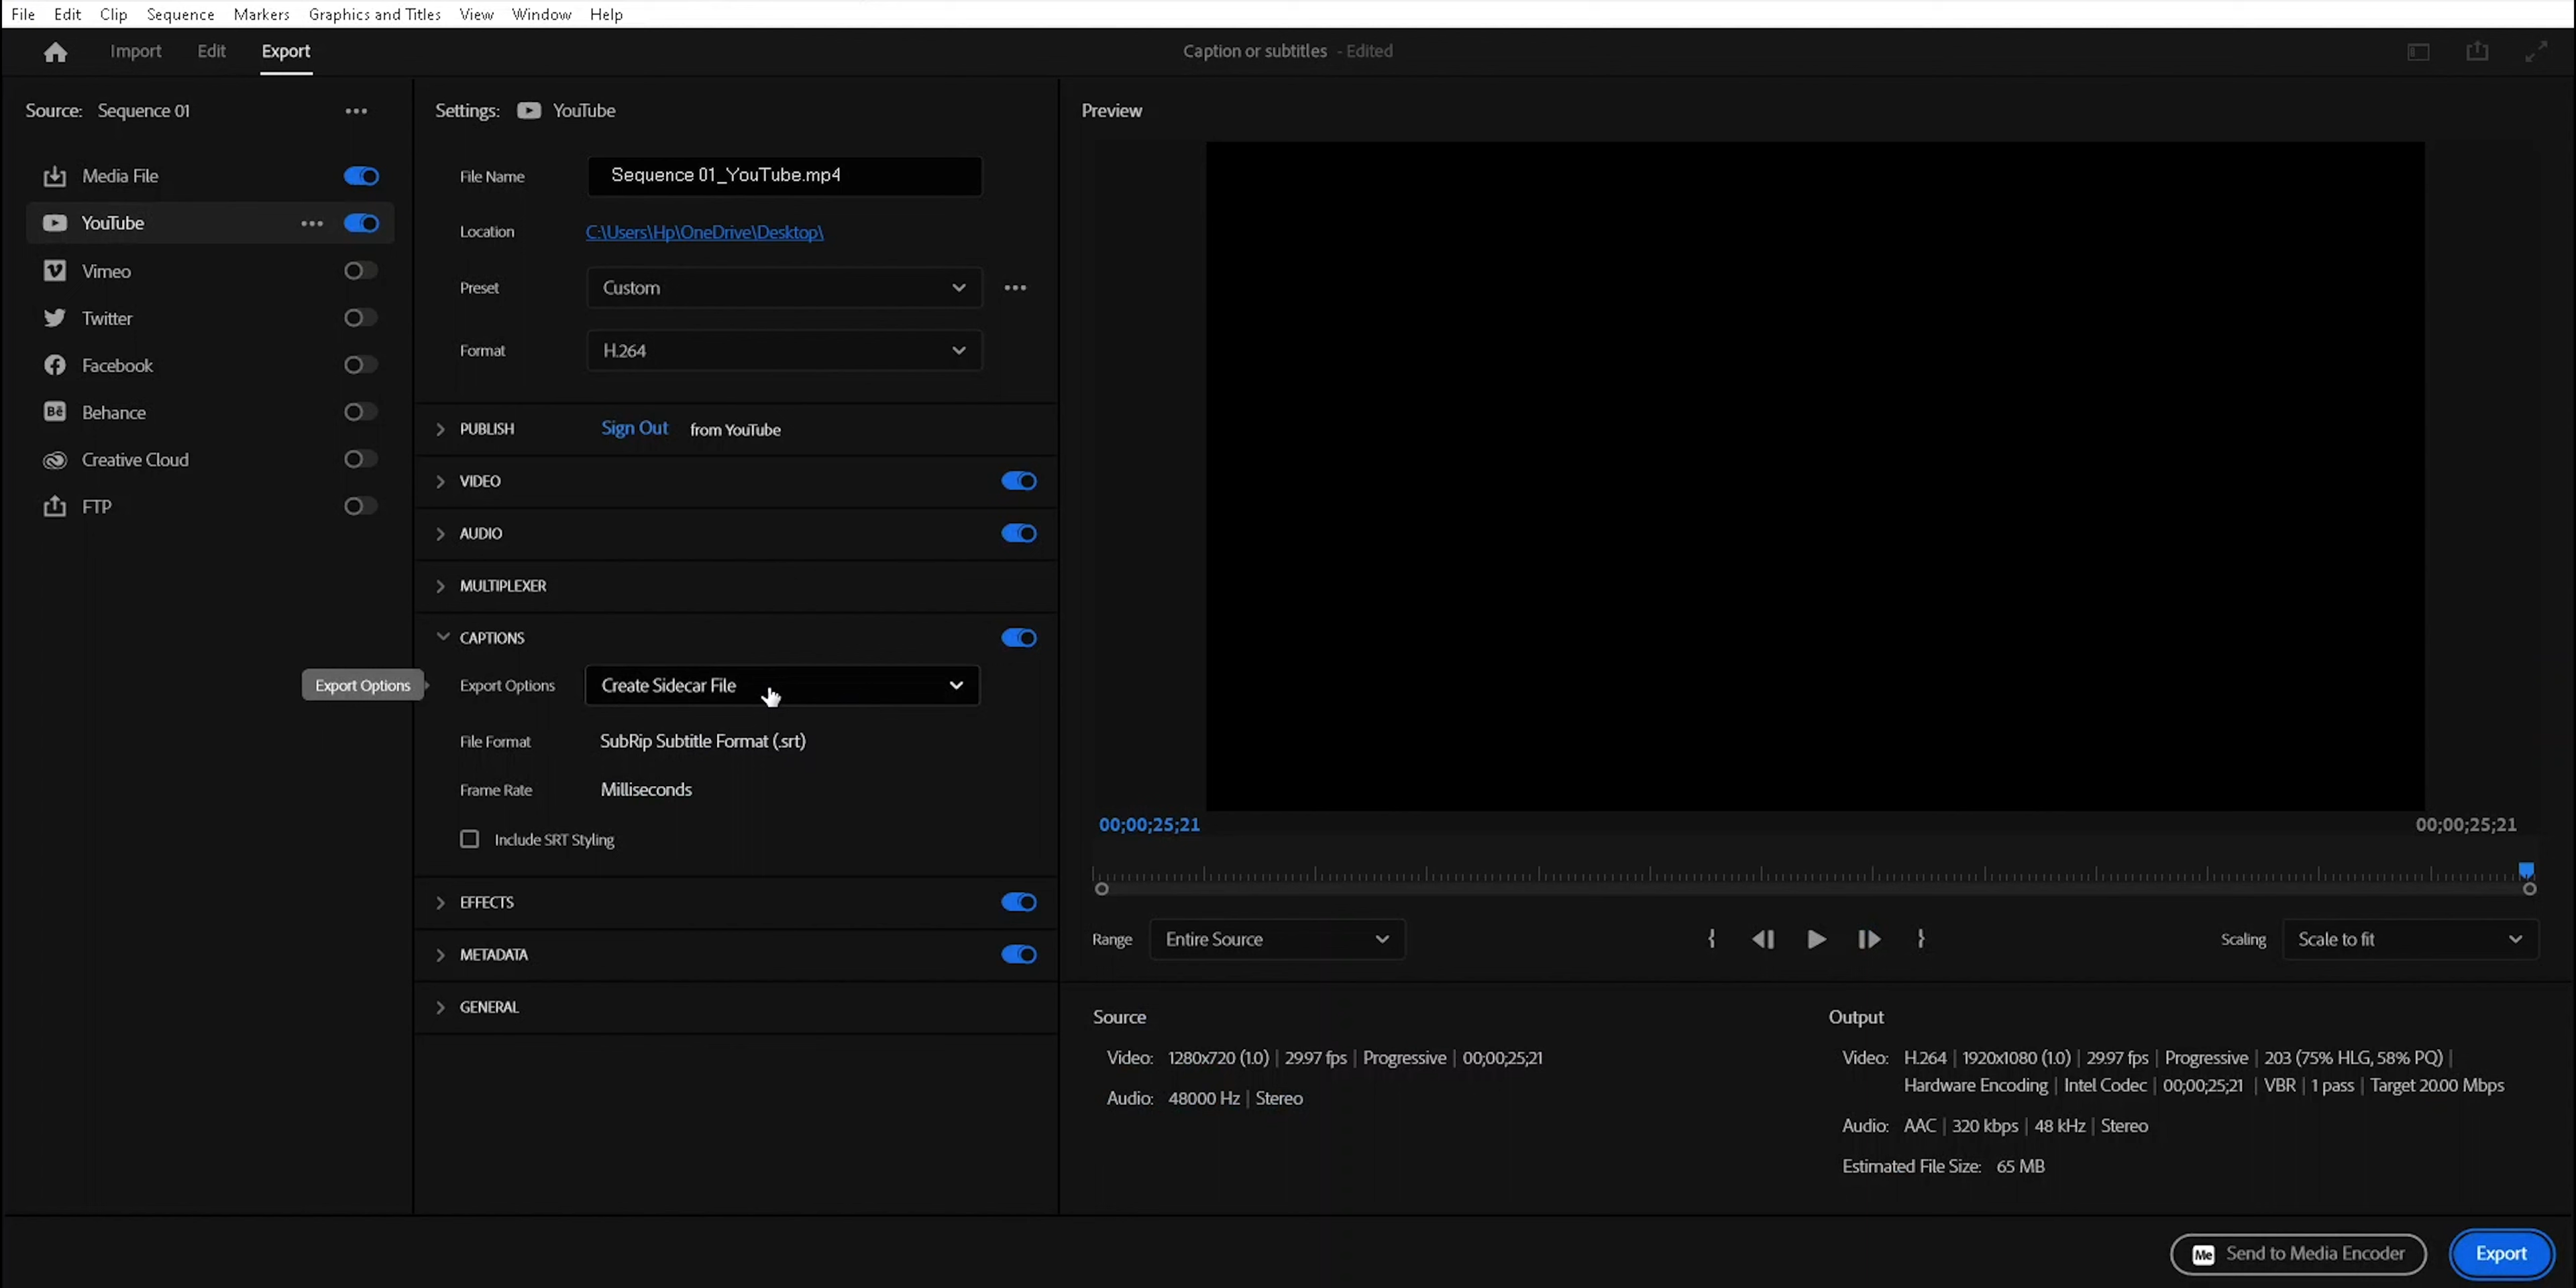 File Edit Clip Sequence Markers Graphics and Titles View Window Help
Import Edit Export
Caption or subtitles - Edited
Source: Sequence 01
Media File
YouTube
Vimeo
Twitter
Facebook
Bē Behance
Creative Cloud
FTP
Settings: YouTube
File Name Sequence 01_YouTube.mp4
Location C:\Users\Hp\OneDrive\Desktop\
Preset Custom
Format H.264
PUBLISH Sign Out from YouTube
VIDEO
AUDIO
MULTIPLEXER
CAPTIONS
Export Options
Export Options Create Sidecar File
File Format SubRip Subtitle Format (.srt)
Frame Rate Milliseconds
Include SRT Styling
EFFECTS
METADATA
GENERAL
Preview
00;00;25;21 00;00;25;21
Range Entire Source
Scaling Scale to fit
Source
Video: 1280x720 (1.0) | 29.97 fps | Progressive | 00;00;25;21
Audio: 48000 Hz | Stereo
Output
Video: H.264 | 1920x1080 (1.0) | 29.97 fps | Progressive | 203 (75% HLG, 58% PQ) |
Hardware Encoding | Intel Codec | 00;00;25;21 | VBR | 1 pass | Target 20.00 Mbps
Audio: AAC | 320 kbps | 48 kHz | Stereo
Estimated File Size: 65 MB
Me Send to Media Encoder
Export